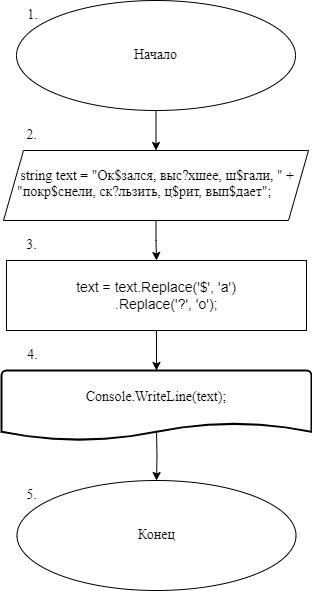 1.
Начало
2.
string text = "Ок$зался, выс?хшее, ш$гали, " +
"покр$снели, ск?льзить, ц$рит, вып$дает";
3.
text = text.Replace('$', 'a')
.Replace('?', 'o');
4.
Console.WriteLine(text);
5.
Конец